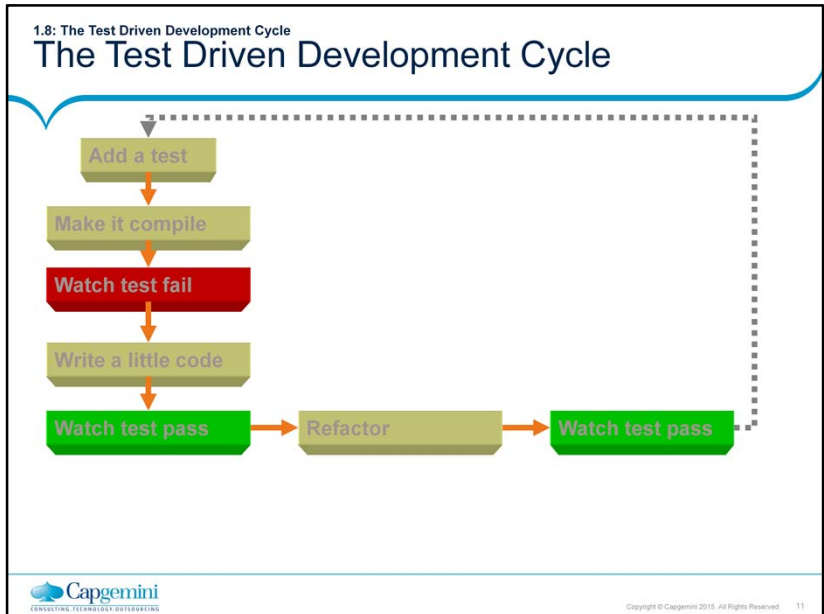 1.8: The Test Driven Development Cycle
The Test Driven Development Cycle
Add a test
Make it compile
Watch test fail
Write a little code
Watch test pass
Refactor
Watch test pass
Capgemini
CONSULTING.TECHNOLOGY.OUTSOURCING
Copyright © Capgemini 2015. All Rights Reserved 11